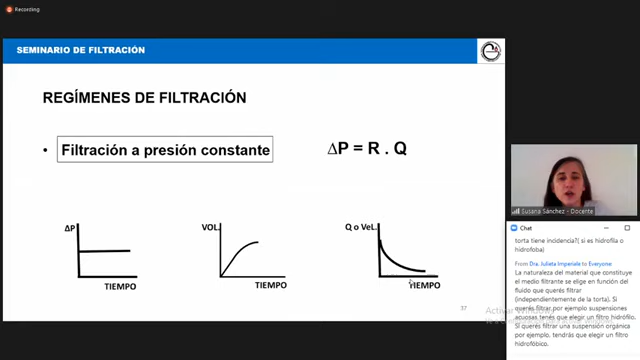 Recording
SEMINARIO DE FILTRACIÓN
REGÍMENES DE FILTRACIÓN
• Filtración a presión constante
∆P = R . Q
∆P
TIEMPO
VOL.
TIEMPO
Q o VeL.
TIEMPO
37
Activar Windows
Susana Sánchez - Docente
Chat
torta tiene incidencia?( si es hidrofila o
hidrofoba)
From Dra. Julieta Imperiale to Everyone:
La naturaleza del material que constituye
el medio filtrante se elige en función del
fluido que querés filtrar
(independientemente de la torta). Si
querés filtrar por ejemplo suspensiones
acuosas tenés que elegir un filtro hidrófilo.
Si querés filtrar una suspensión orgánica
por ejemplo, tendrás que elegir un filtro
hidrofóbico.